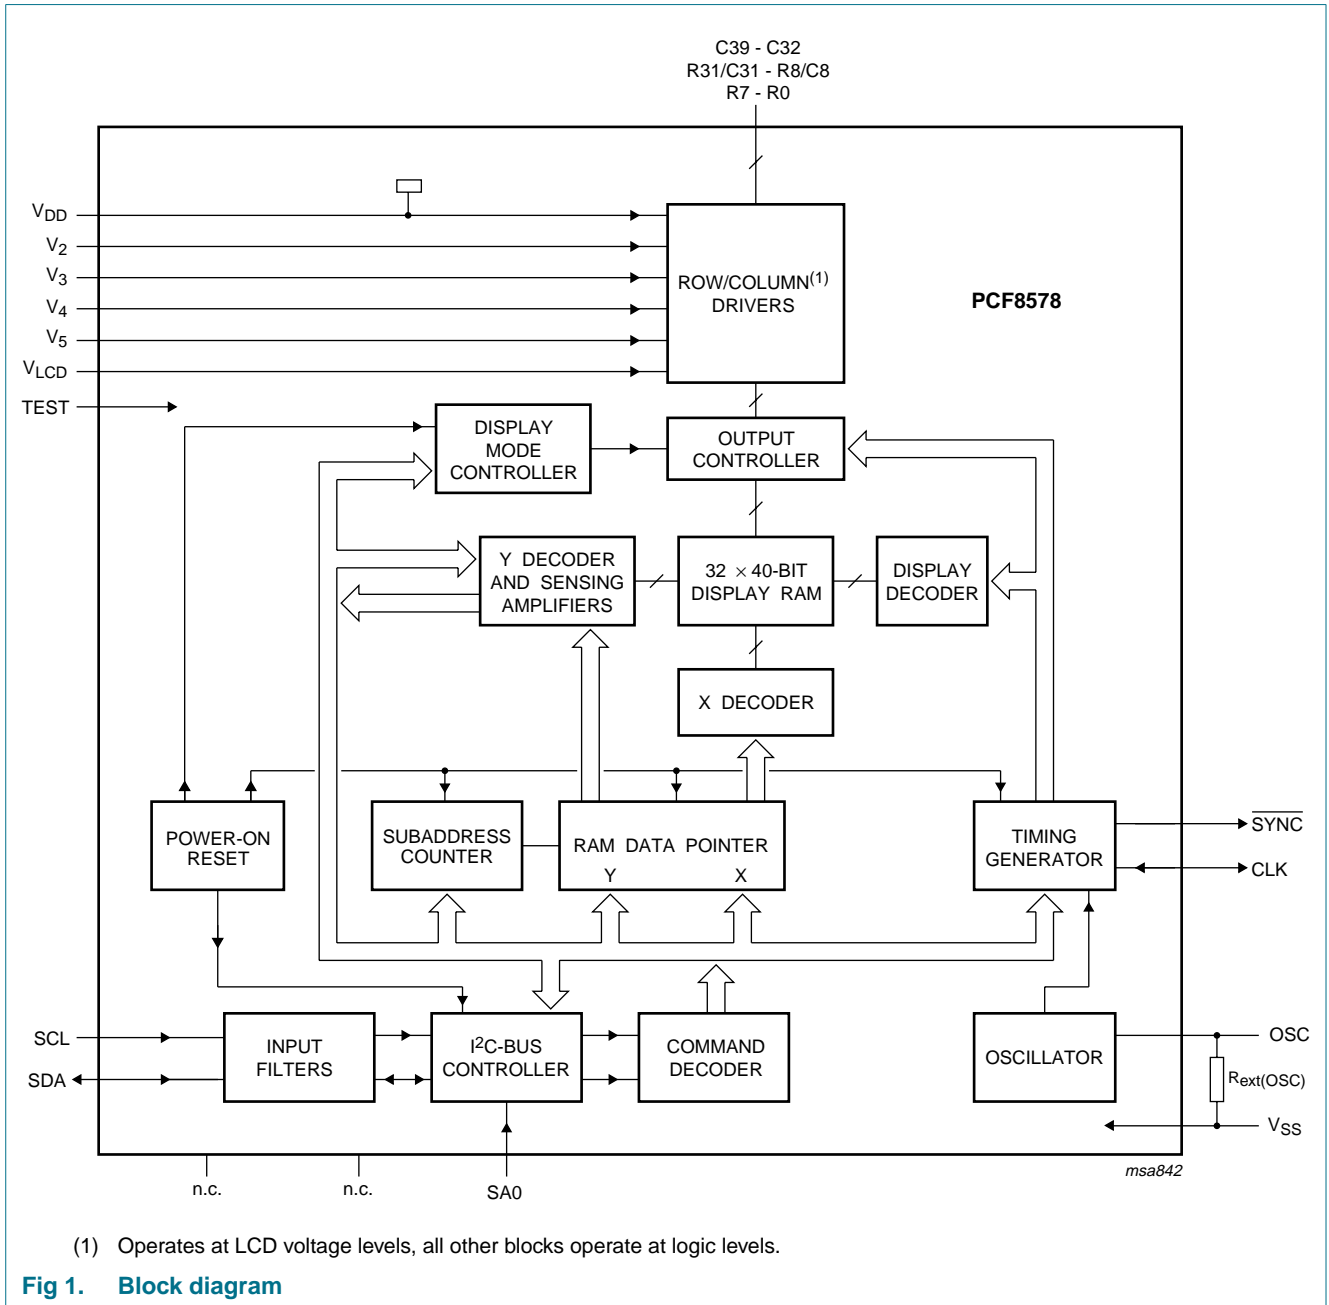 C39 - C32
R31/C31 - R8/C8
R7 - R0
VDD
V2
V3
V4
V5
VLCD
TEST
ROW/COLUMN(1)
DRIVERS
PCF8578
DISPLAY
MODE
CONTROLLER
OUTPUT
CONTROLLER
Y DECODER
AND SENSING
AMPLIFIERS
32 × 40-BIT
DISPLAY RAM
DISPLAY
DECODER
X DECODER
POWER-ON
RESET
SUBADDRESS
COUNTER
RAM DATA POINTER
Y X
TIMING
GENERATOR
SYNC
CLK
SCL
SDA
INPUT
FILTERS
I2C-BUS
CONTROLLER
COMMAND
DECODER
OSCILLATOR
OSC
Rext(OSC)
VSS
n.c.
n.c.
SA0
msa842
(1) Operates at LCD voltage levels, all other blocks operate at logic levels.
Fig 1. Block diagram